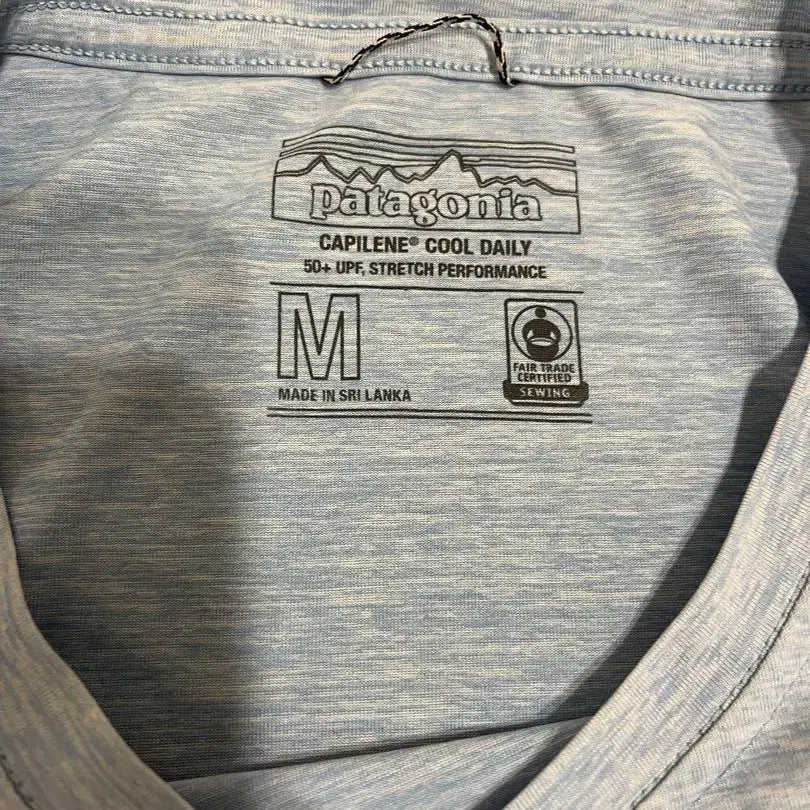 patagonia
CAPILENE® COOL DAILY
50+ UPF, STRETCH PERFORMANCE
M
MADE IN SRI LANKA
FAIR TRADE
CERTIFIED
SEWING